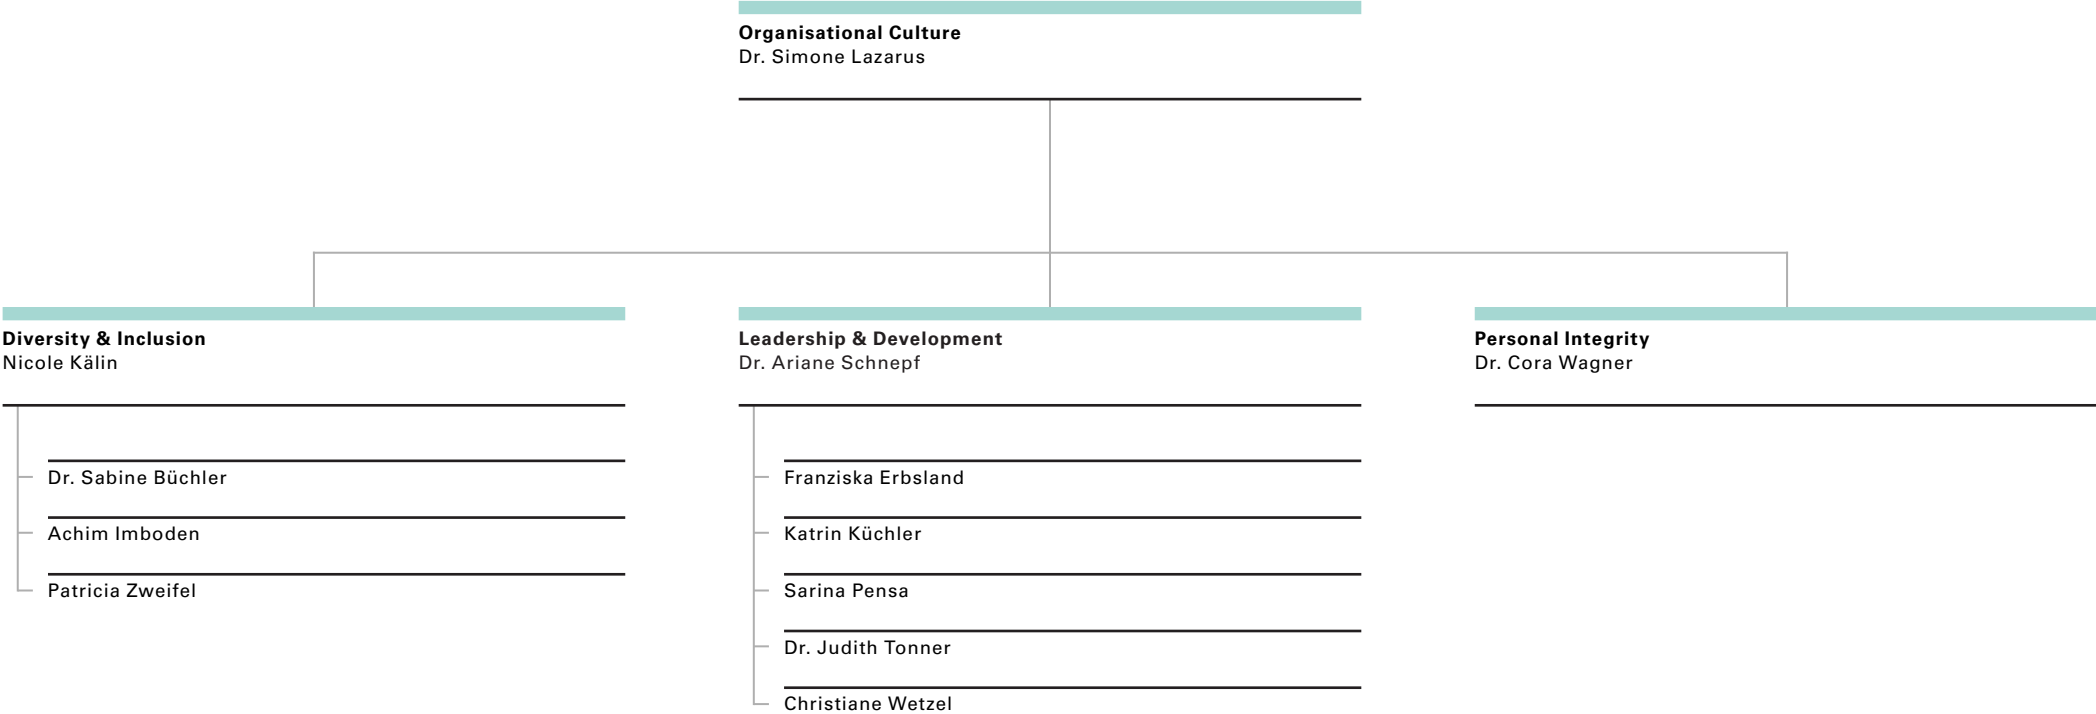 Organisational Culture
Dr. Simone Lazarus
Diversity & Inclusion
Nicole Kälin
Dr. Sabine Büchler
Achim Imboden
Patricia Zweifel
Leadership & Development
Dr. Ariane Schnepf
Franziska Erbsland
Katrin Küchler
Sarina Pensa
Dr. Judith Tonner
Christiane Wetzel
Personal Integrity
Dr. Cora Wagner